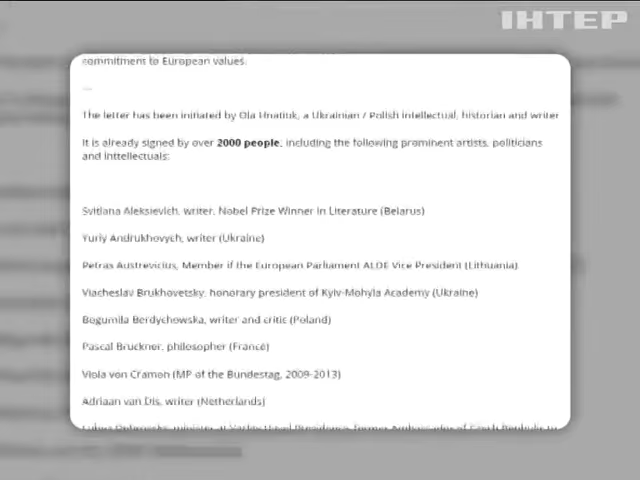 ІНТЕР
commitment to European values.
...
The letter has been initiated by Ola Hnatiuk, a Ukrainian / Polish intellectual, historian and writer
It is already signed by over 2000 people, including the following prominent artists, politicians
and inttellectuals:
Svitlana Aleksievich, writer, Nobel Prize Winner in Literature (Belarus)
Yuriy Andrukhovych, writer (Ukraine)
Petras Austrevicius, Member if the European Parliament ALDE Vice President (Lithuania)
Viacheslav Brukhovetsky, honorary president of Kyiv-Mohyla Academy (Ukraine)
Bogumila Berdychowska, writer and critic (Poland)
Pascal Bruckner, philosopher (France)
Viola von Cramon (MP of the Bundestag, 2009-2013)
Adriaan van Dis, writer (Netherlands)